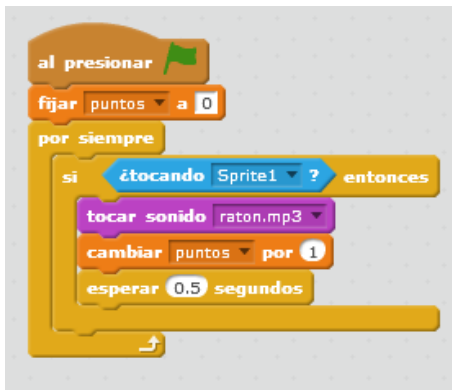 al presionar
fijar puntos a 0
por siempre
si ¿tocando Sprite1 ? entonces
tocar sonido raton.mp3
cambiar puntos por 1
esperar 0.5 segundos